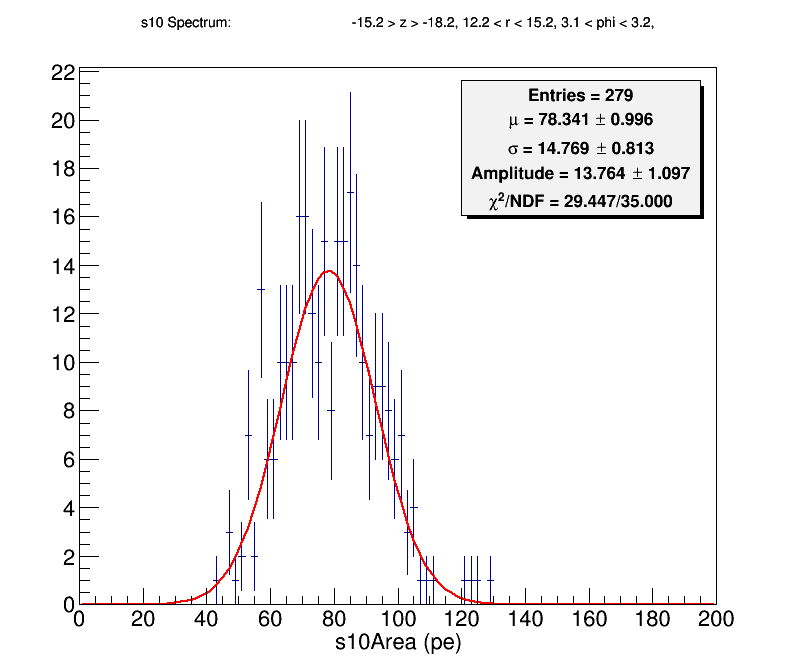 s10 Spectrum: -15.2 > z > -18.2, 12.2 < r < 15.2, 3.1 < phi < 3.2,
Entries = 279
μ = 78.341 ± 0.996
σ = 14.769 ± 0.813
Amplitude = 13.764 ± 1.097
χ²/NDF = 29.447/35.000
22
20
18
16
14
12
10
8
6
4
2
0
0 20 40 60 80 100 120 140 160 180 200
s10Area (pe)